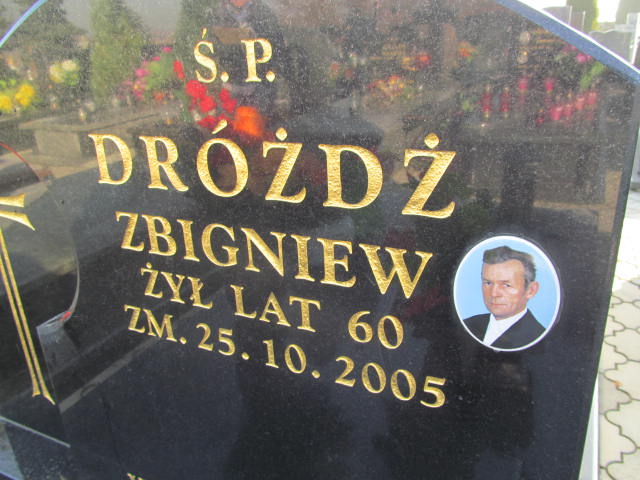 Ś. P.
DRÓŻDŻ
ZBIGNIEW
ŻYŁ LAT 60
ZM. 25. 10. 2005